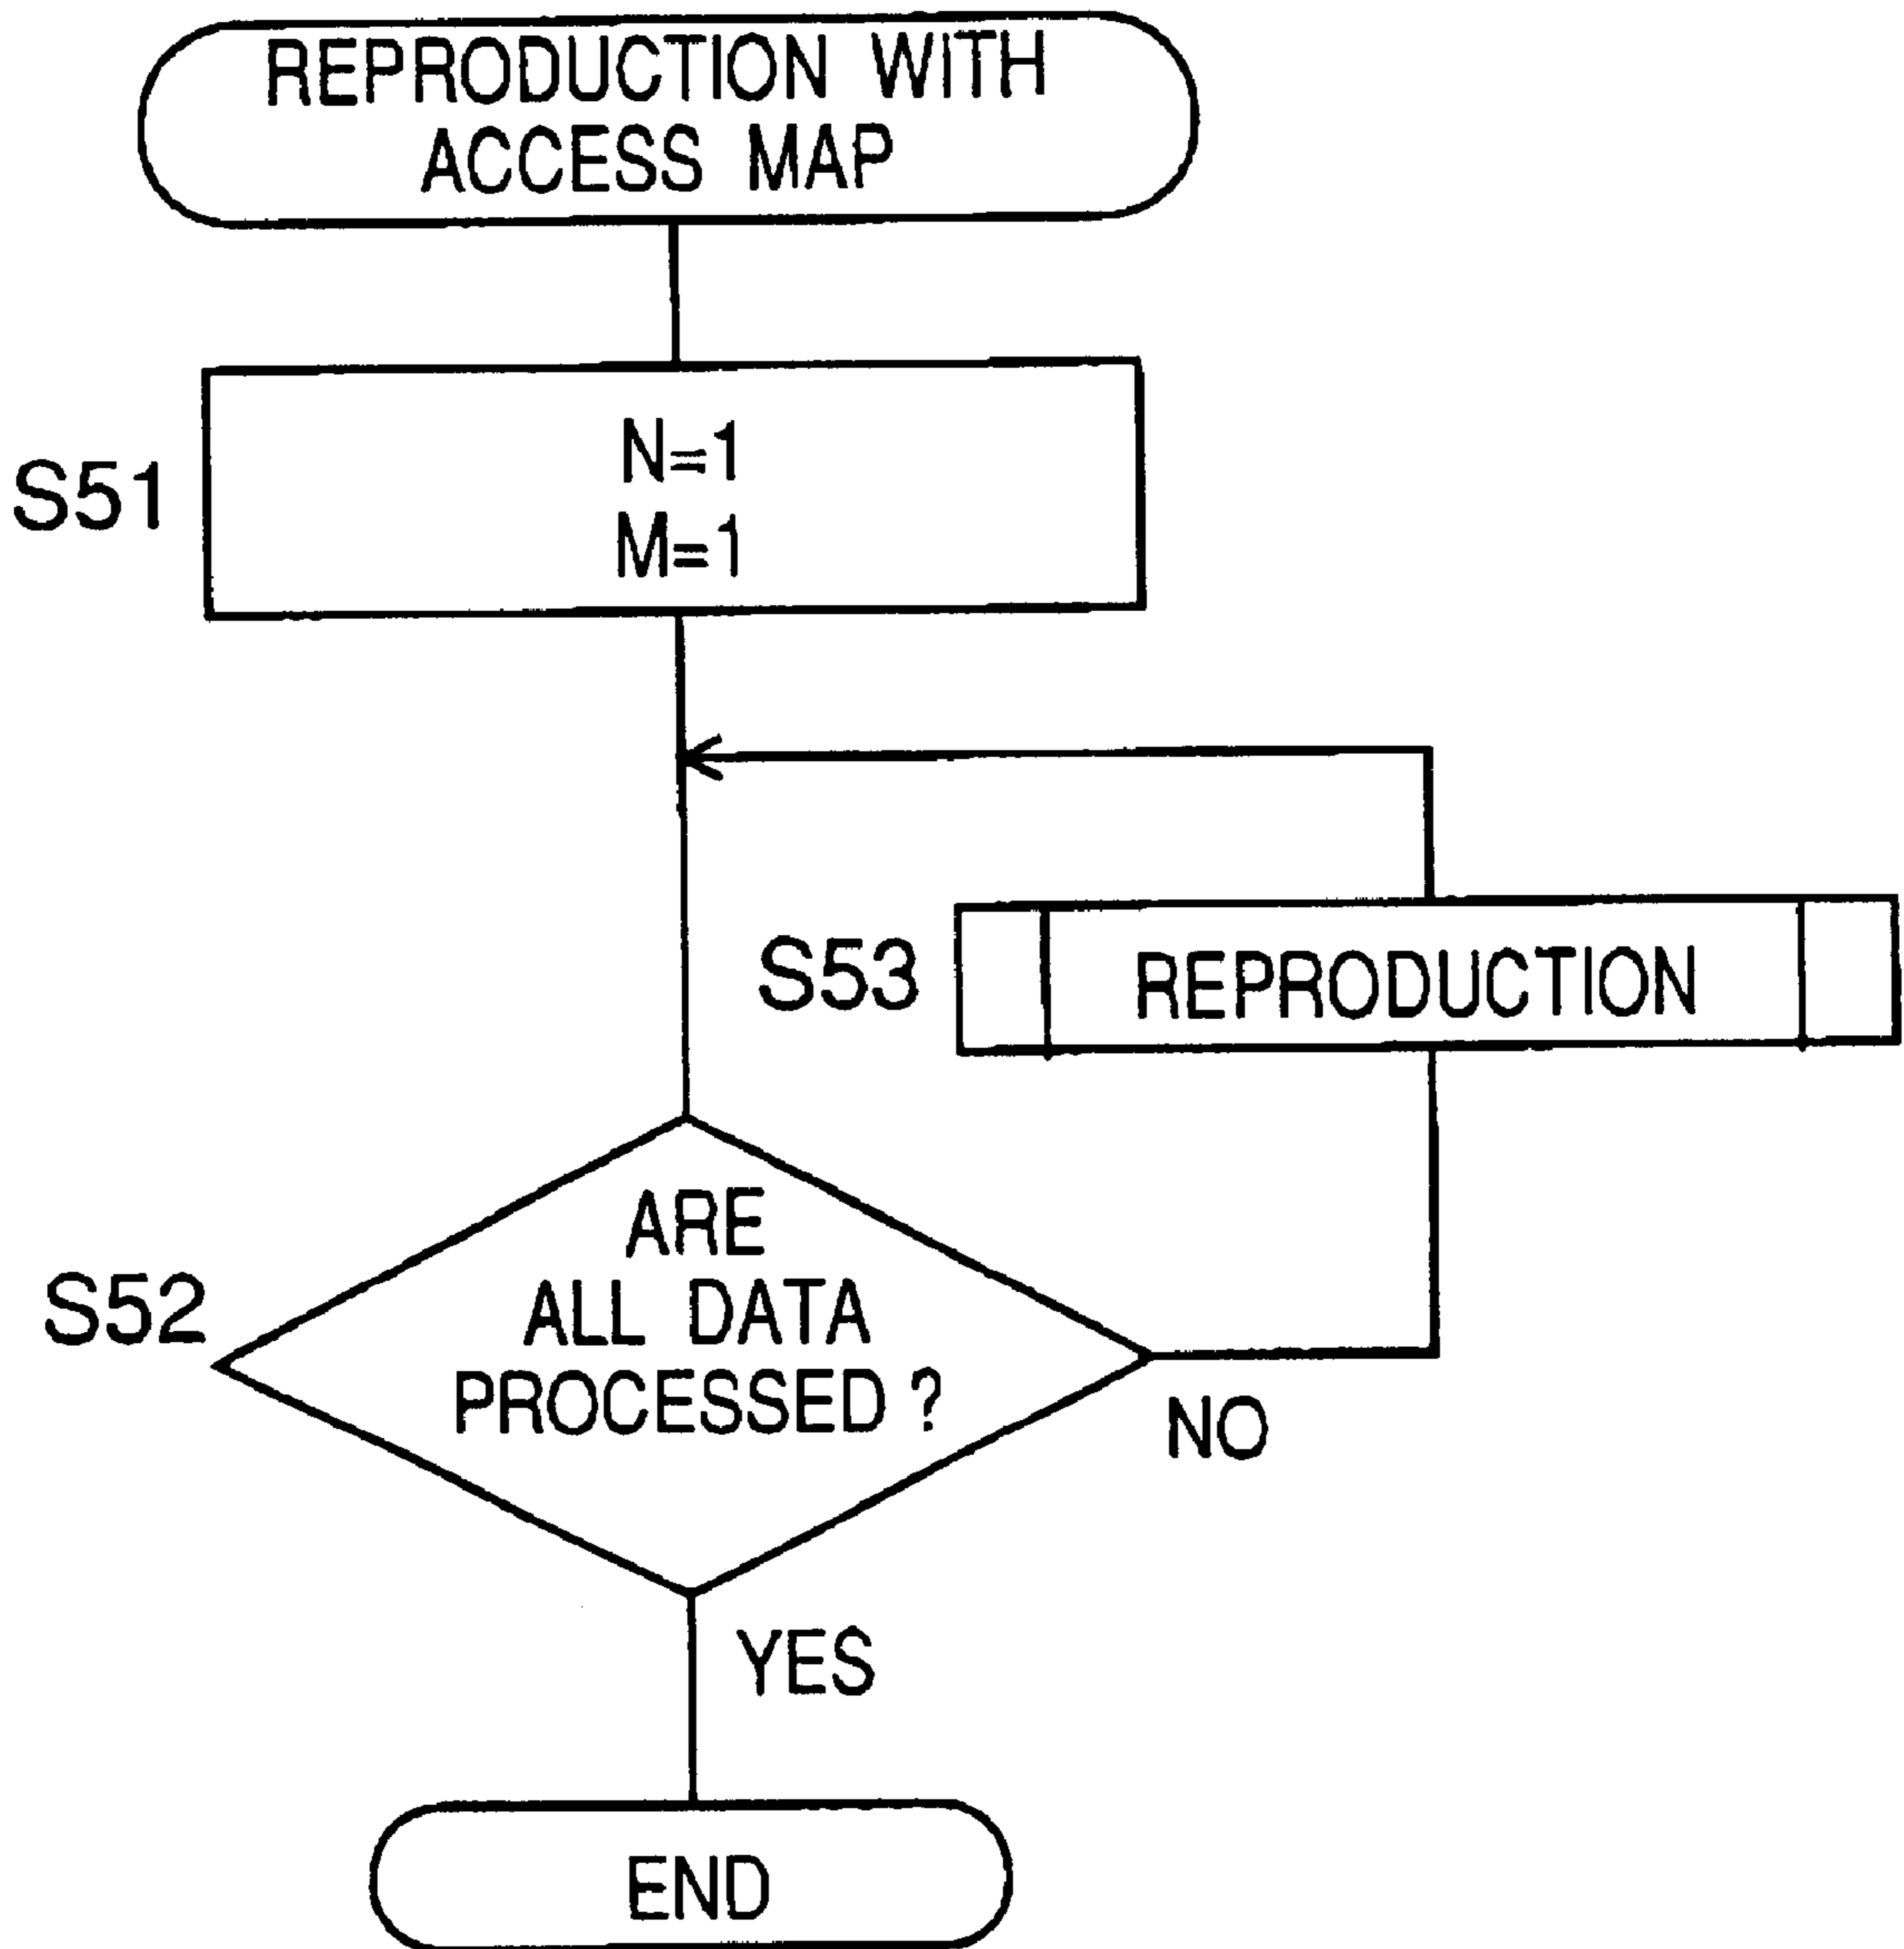 REPRODUCTION WITH
ACCESS MAP
S51
N=1
M=1
S53
REPRODUCTION
S52
ARE
ALL DATA
PROCESSED ?
NO
YES
END